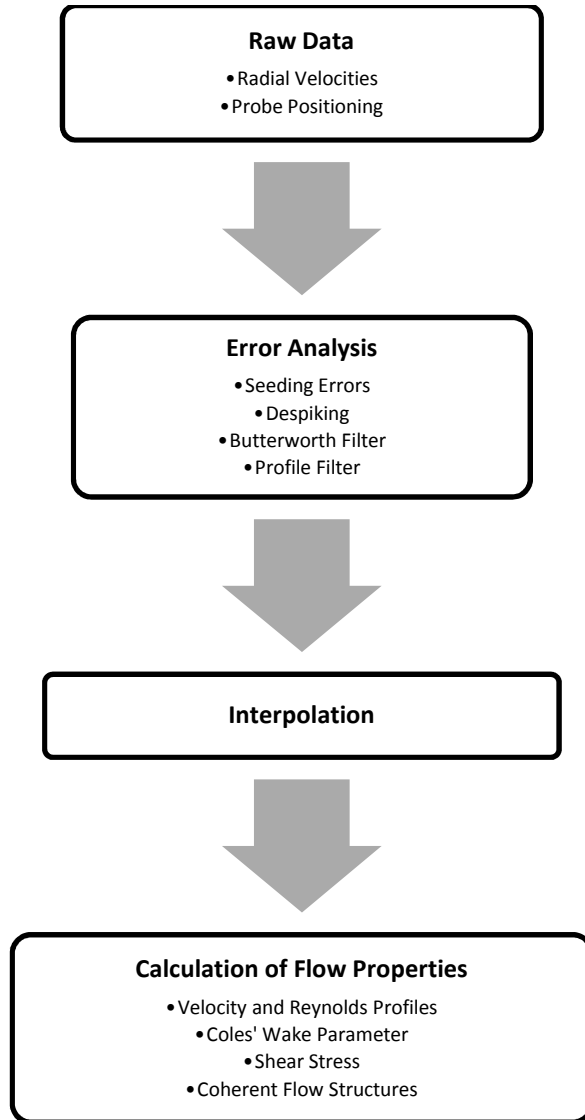 Raw Data
•Radial Velocities
•Probe Positioning
Error Analysis
•Seeding Errors
•Despiking
•Butterworth Filter
•Profile Filter
Interpolation
Calculation of Flow Properties
•Velocity and Reynolds Profiles
•Coles' Wake Parameter
•Shear Stress
•Coherent Flow Structures